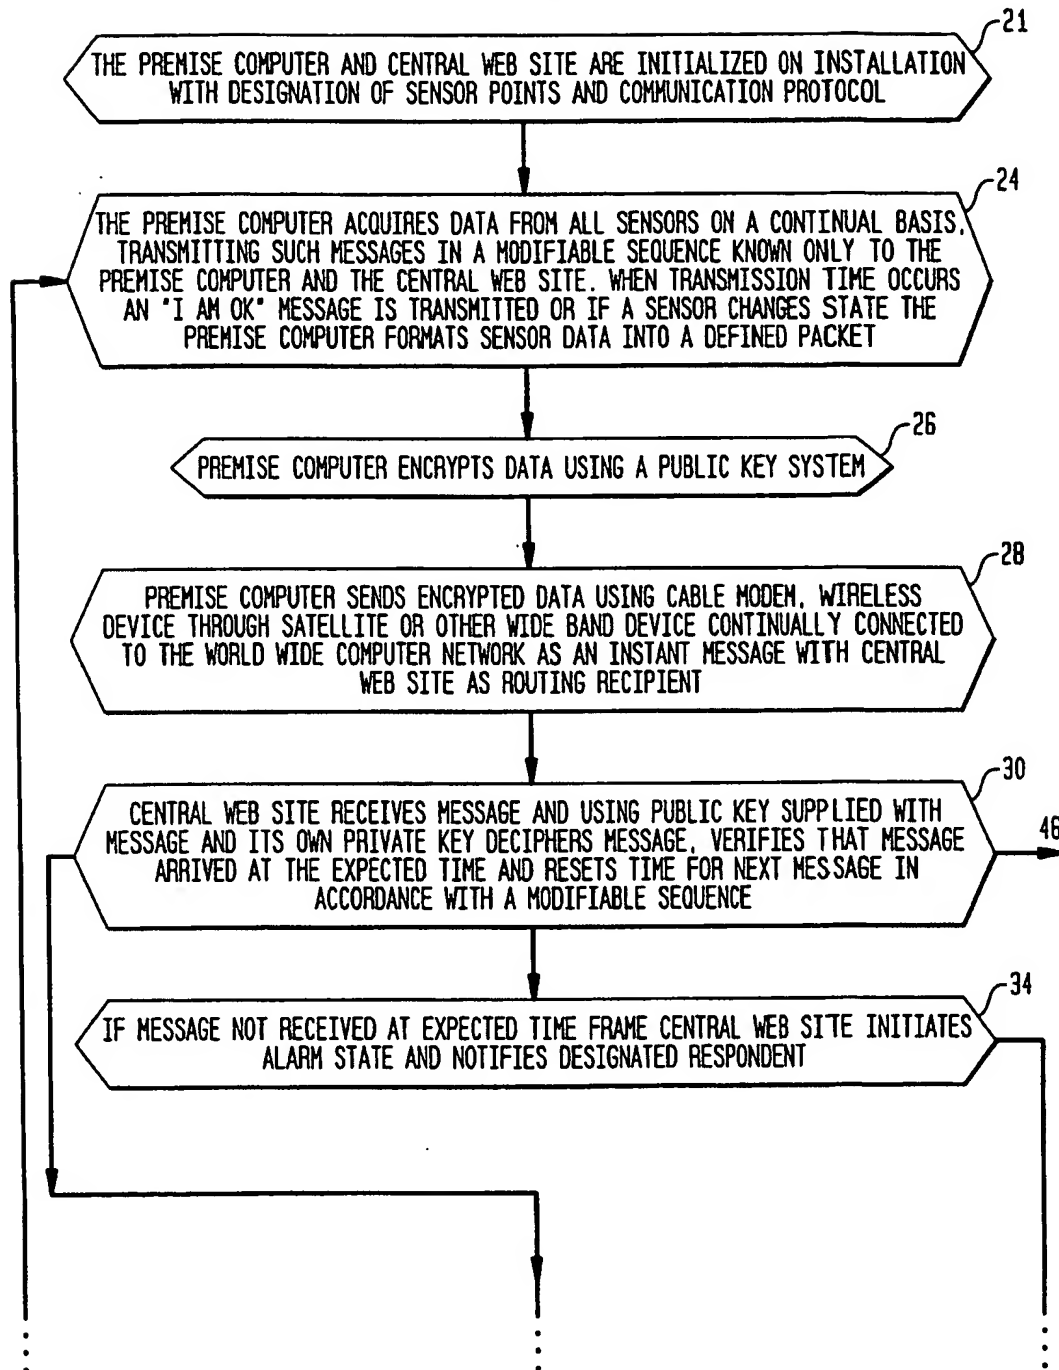 21
THE PREMISE COMPUTER AND CENTRAL WEB SITE ARE INITIALIZED ON INSTALLATION
WITH DESIGNATION OF SENSOR POINTS AND COMMUNICATION PROTOCOL
24
THE PREMISE COMPUTER ACQUIRES DATA FROM ALL SENSORS ON A CONTINUAL BASIS,
TRANSMITTING SUCH MESSAGES IN A MODIFIABLE SEQUENCE KNOWN ONLY TO THE
PREMISE COMPUTER AND THE CENTRAL WEB SITE. WHEN TRANSMISSION TIME OCCURS
AN "I AM OK" MESSAGE IS TRANSMITTED OR IF A SENSOR CHANGES STATE THE
PREMISE COMPUTER FORMATS SENSOR DATA INTO A DEFINED PACKET
26
PREMISE COMPUTER ENCRYPTS DATA USING A PUBLIC KEY SYSTEM
28
PREMISE COMPUTER SENDS ENCRYPTED DATA USING CABLE MODEM, WIRELESS
DEVICE THROUGH SATELLITE OR OTHER WIDE BAND DEVICE CONTINUALLY CONNECTED
TO THE WORLD WIDE COMPUTER NETWORK AS AN INSTANT MESSAGE WITH CENTRAL
WEB SITE AS ROUTING RECIPIENT
30
CENTRAL WEB SITE RECEIVES MESSAGE AND USING PUBLIC KEY SUPPLIED WITH
MESSAGE AND ITS OWN PRIVATE KEY DECIPHERS MESSAGE, VERIFIES THAT MESSAGE
ARRIVED AT THE EXPECTED TIME AND RESETS TIME FOR NEXT MESSAGE IN
ACCORDANCE WITH A MODIFIABLE SEQUENCE
46
34
IF MESSAGE NOT RECEIVED AT EXPECTED TIME FRAME CENTRAL WEB SITE INITIATES
ALARM STATE AND NOTIFIES DESIGNATED RESPONDENT